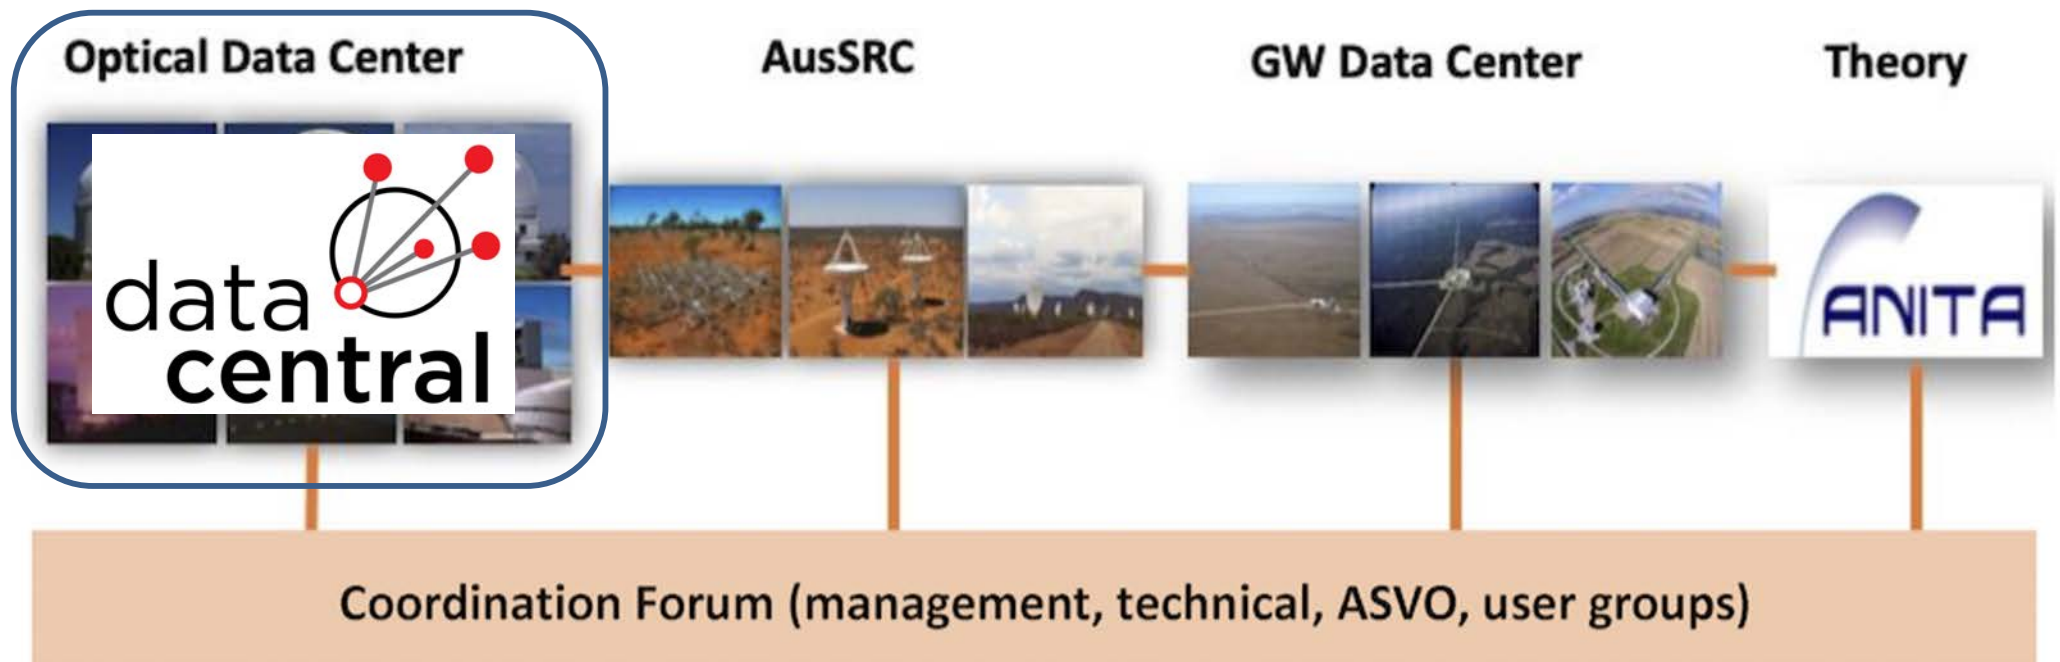 Optical Data Center
AusSRC
GW Data Center
Theory
data
central
ANITA
Coordination Forum (management, technical, ASVO, user groups)